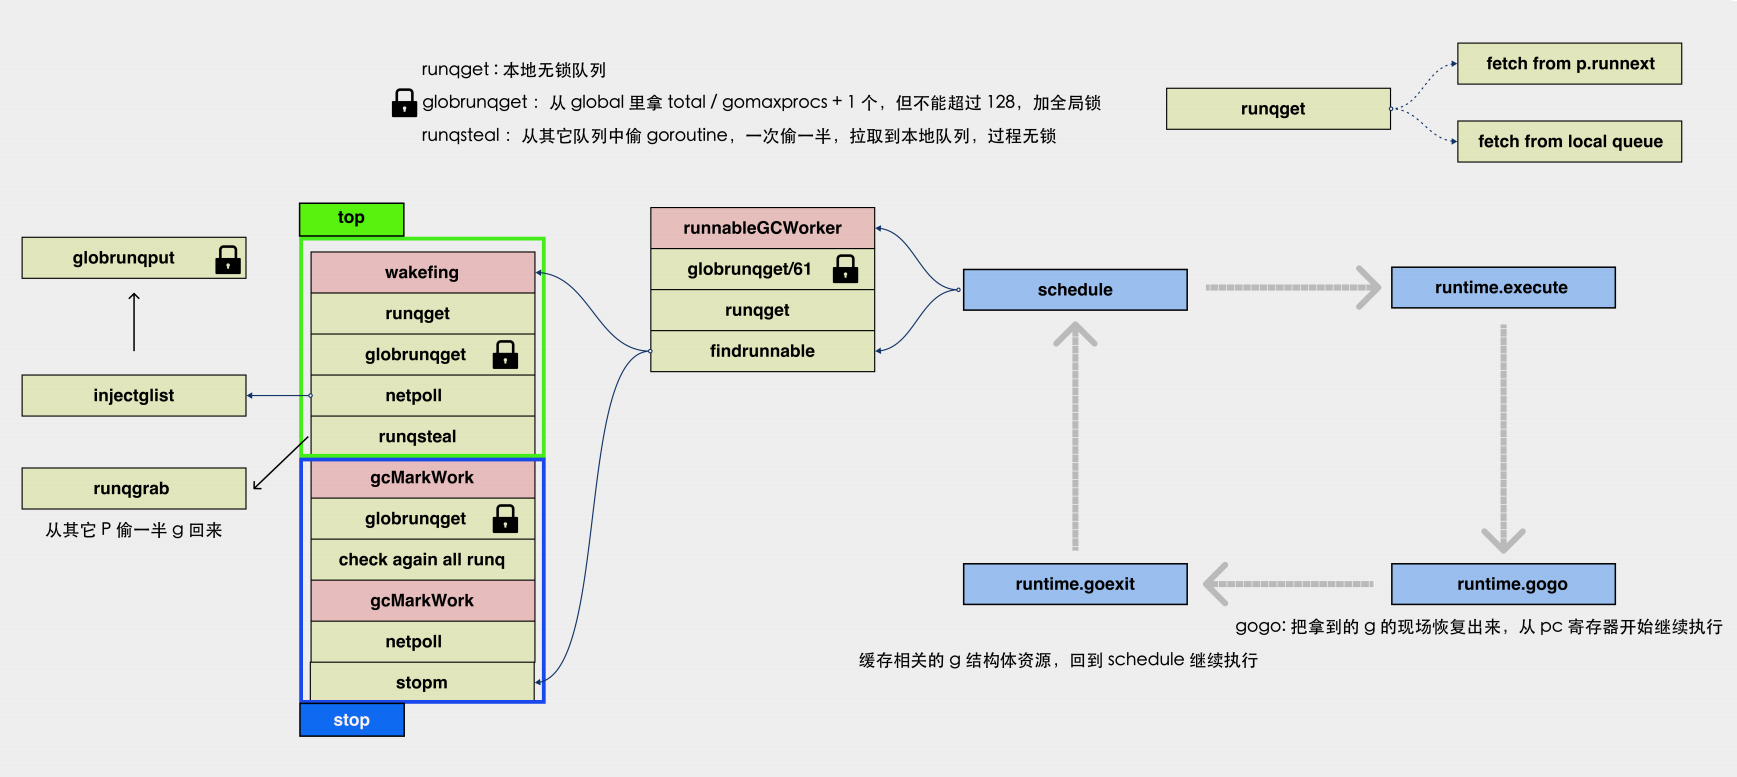 runqget：本地无锁队列
globrunqget： 从 global 里拿 total / gomaxprocs + 1 个，但不能超过 128，加全局锁
runqsteal： 从其它队列中偷 goroutine，一次偷一半，拉取到本地队列，过程无锁
runqget
fetch from p.runnext
fetch from local queue
globrunqput
injectglist
runqgrab
从其它 P 偷一半 g 回来
top
wakefing
runqget
globrunqget
netpoll
runqsteal
gcMarkWork
globrunqget
check again all runq
gcMarkWork
netpoll
stopm
stop
runnableGCWorker
globrunqget/61
runqget
findrunnable
schedule
runtime.execute
runtime.goexit
runtime.gogo
gogo: 把拿到的 g 的现场恢复出来，从 pc 寄存器开始继续执行
缓存相关的 g 结构体资源，回到 schedule 继续执行